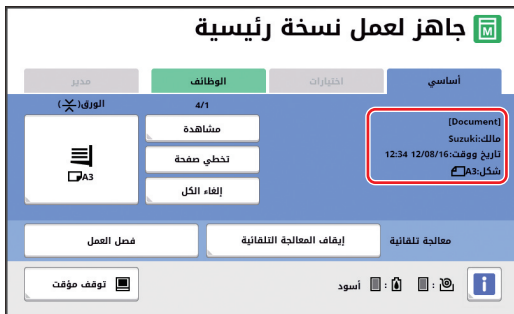 جاهز لعمل نسخة رئيسية
أساسي
اختيارات
الوظائف
مدير
[Document]
مالك:Suzuki
تاريخ ووقت:12/08/16 12:34
شكل:A3
4/1
مشاهدة
تخطي صفحة
إلغاء الكل
الورق()
A3
معالجة تلقائية
إيقاف المعالجة التلقائية
فصل العمل
i
أسود
توقف مؤقت